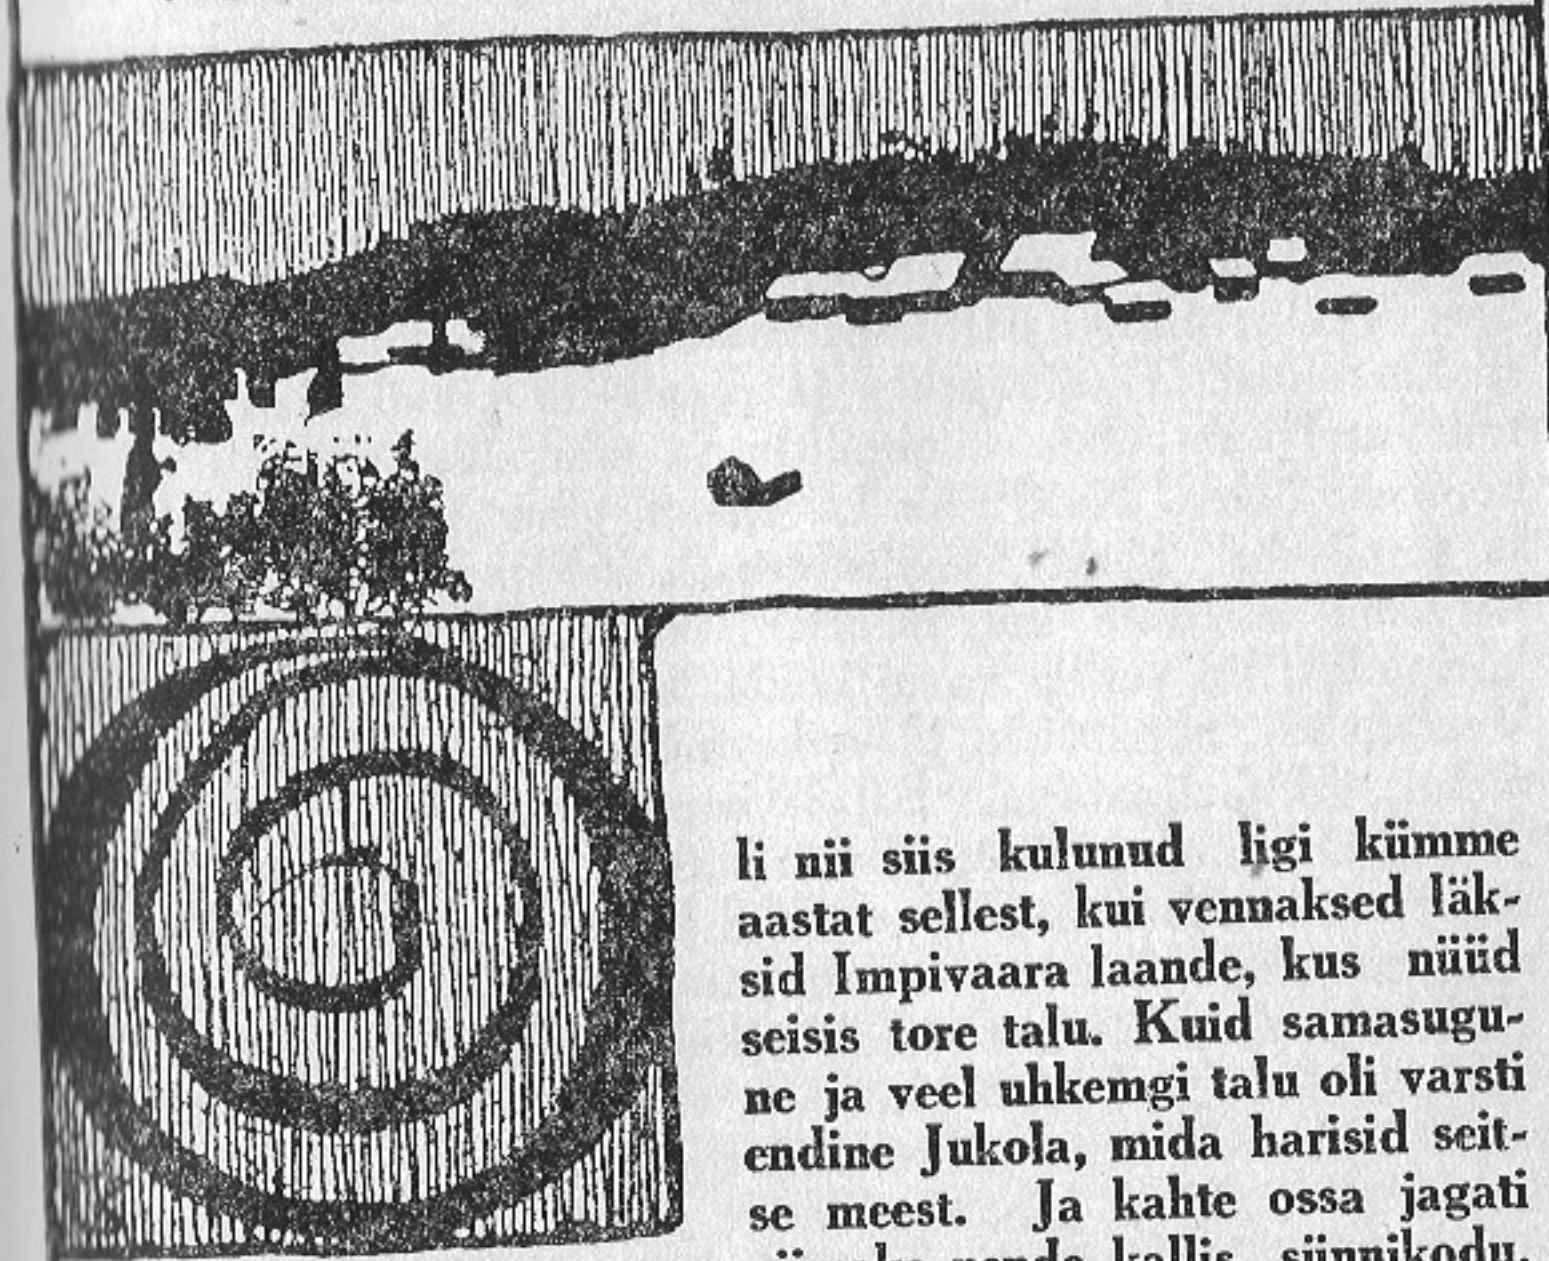 O
li nii siis kulunud ligi kümme
aastat sellest, kui vennaksed läk-
sid Impivaara laande, kus nüüd
seisis tore talu. Kuid samasugu-
ne ja veel uhkemgi talu oli varsti
endine Jukola, mida harisid seit-
se meest. Ja kahte ossa jagati
kallis sünnikodu.